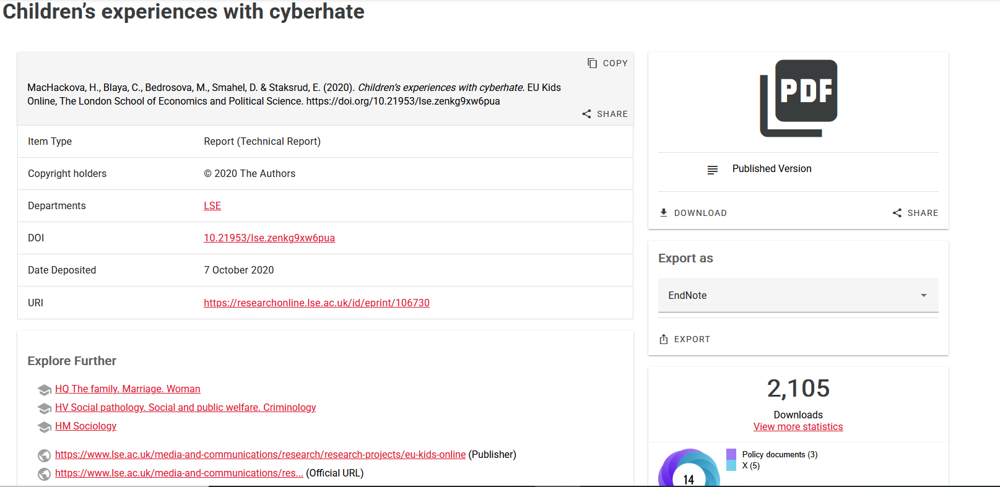 Children’s experiences with cyberhate
COPY
MacHackova, H., Blaya, C., Bedrosova, M., Smahel, D. & Staksrud, E. (2020). Children’s experiences with cyberhate. EU Kids
Online, The London School of Economics and Political Science. https://doi.org/10.21953/lse.zenkg9xw6pua
SHARE
Item Type Report (Technical Report)
Copyright holders © 2020 The Authors
Departments LSE
DOI 10.21953/lse.zenkg9xw6pua
Date Deposited 7 October 2020
URI https://researchonline.lse.ac.uk/id/eprint/106730
Explore Further
HQ The family. Marriage. Woman
HV Social pathology. Social and public welfare. Criminology
HM Sociology
https://www.lse.ac.uk/media-and-communications/research/research-projects/eu-kids-online (Publisher)
https://www.lse.ac.uk/media-and-communications/res... (Official URL)
PDF
Published Version
DOWNLOAD SHARE
Export as
EndNote
EXPORT
2,105
Downloads
View more statistics
Policy documents (3)
X (5)
14